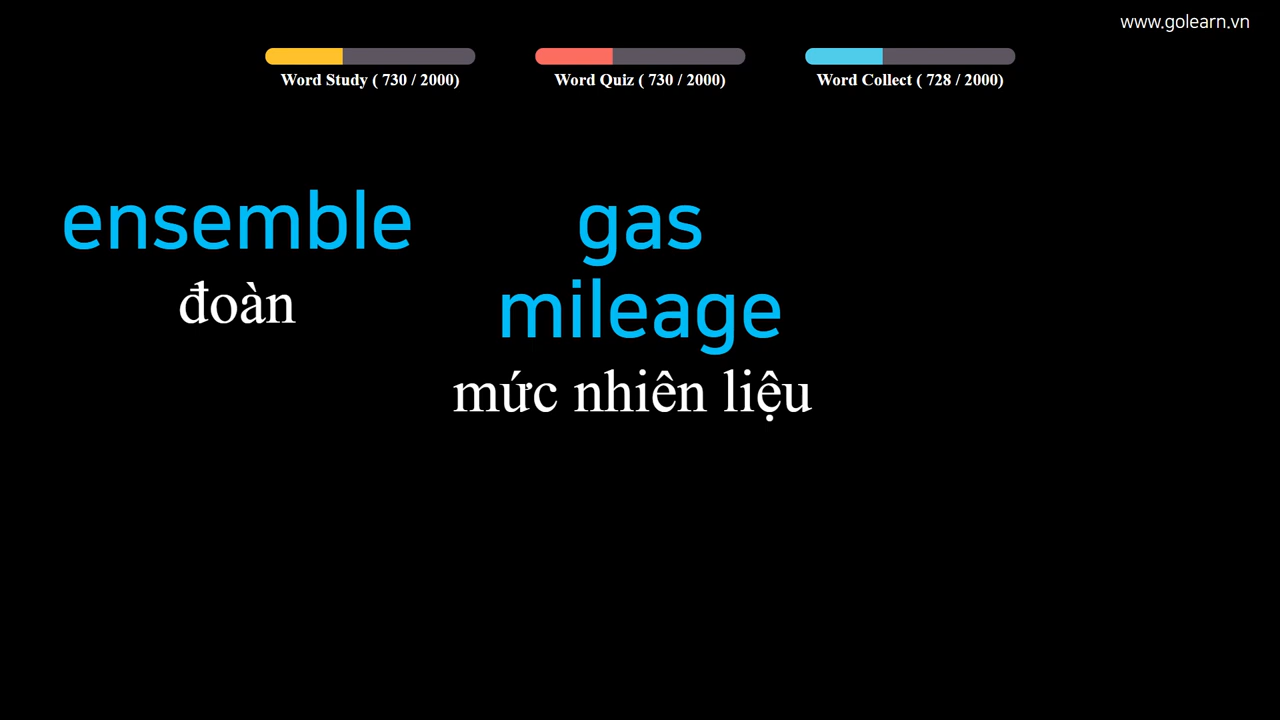 www.golearn.vn
Word Study ( 730 / 2000)
Word Quiz ( 730 / 2000)
Word Collect ( 728 / 2000)
ensemble
đoàn
gas
mileage
mức nhiên liệu